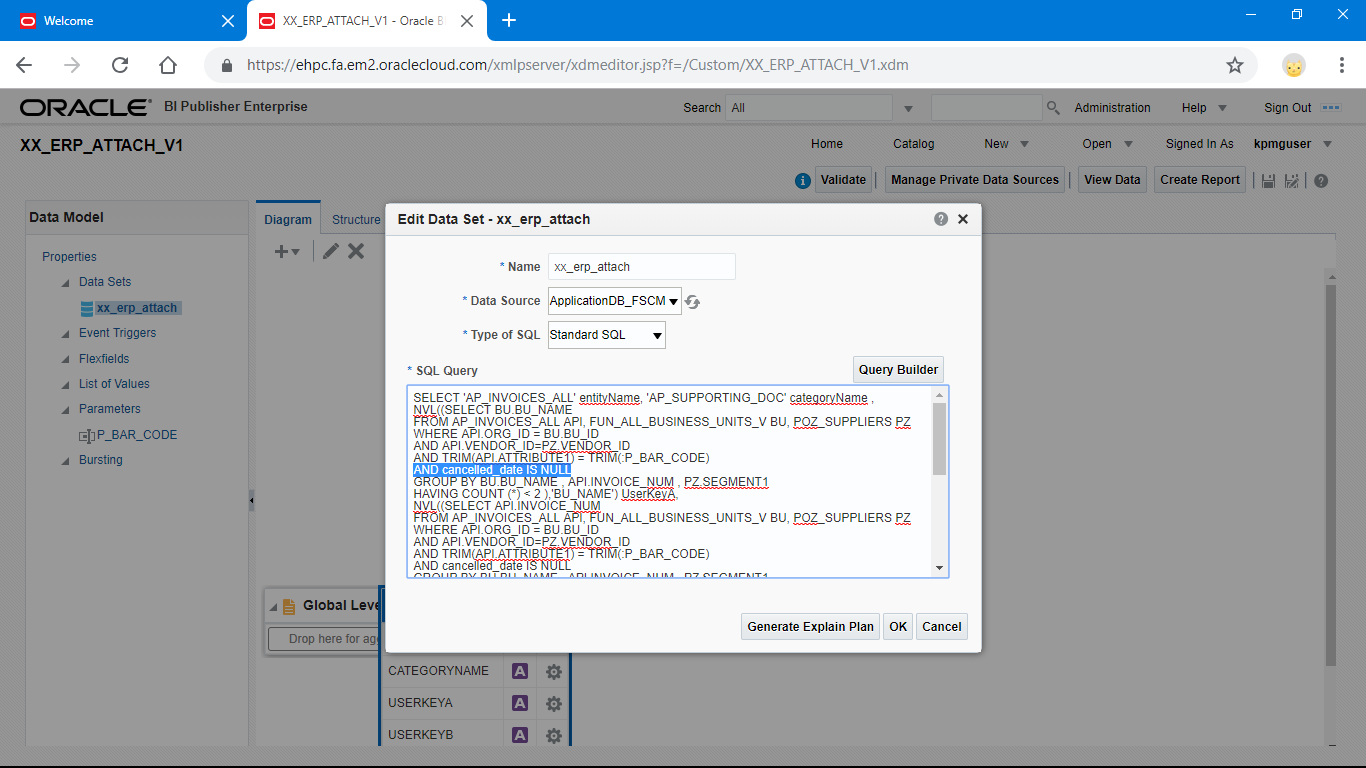 Welcome
XX_ERP_ATTACH_V1 - Oracle B
https://ehpc.fa.em2.oraclecloud.com/xmlpserver/xdmeditor.jsp?f=/Custom/XX_ERP_ATTACH_V1.xdm
ORACLE BI Publisher Enterprise
Search All Administration Help Sign Out
XX_ERP_ATTACH_V1
Home Catalog New Open Signed In As kpmguser
Validate Manage Private Data Sources View Data Create Report
Data Model
Properties
Data Sets
xx_erp_attach
Event Triggers
Flexfields
List of Values
Parameters
P_BAR_CODE
Bursting
Diagram Structure
Edit Data Set - xx_erp_attach
* Name xx_erp_attach
* Data Source ApplicationDB_FSCM
* Type of SQL Standard SQL
* SQL Query
Query Builder
SELECT 'AP_INVOICES_ALL' entityName, 'AP_SUPPORTING_DOC' categoryName ,
NVL((SELECT BU.BU_NAME
FROM AP_INVOICES_ALL API, FUN_ALL_BUSINESS_UNITS_V BU, POZ_SUPPLIERS PZ
WHERE API.ORG_ID = BU.BU_ID
AND API.VENDOR_ID=PZ.VENDOR_ID
AND TRIM(API.ATTRIBUTE1) = TRIM(:P_BAR_CODE)
AND cancelled_date IS NULL
GROUP BY BU.BU_NAME , API.INVOICE_NUM , PZ.SEGMENT1
HAVING COUNT (*) < 2 ),'BU_NAME') UserKeyA,
NVL((SELECT API.INVOICE_NUM
FROM AP_INVOICES_ALL API, FUN_ALL_BUSINESS_UNITS_V BU, POZ_SUPPLIERS PZ
WHERE API.ORG_ID = BU.BU_ID
AND API.VENDOR_ID=PZ.VENDOR_ID
AND TRIM(API.ATTRIBUTE1) = TRIM(:P_BAR_CODE)
AND cancelled_date IS NULL
GROUP BY BU.BU_NAME , API.INVOICE_NUM , PZ.SEGMENT1
Generate Explain Plan OK Cancel
Global Leve
Drop here for ag
CATEGORYNAME A
USERKEYA A
USERKEYB A